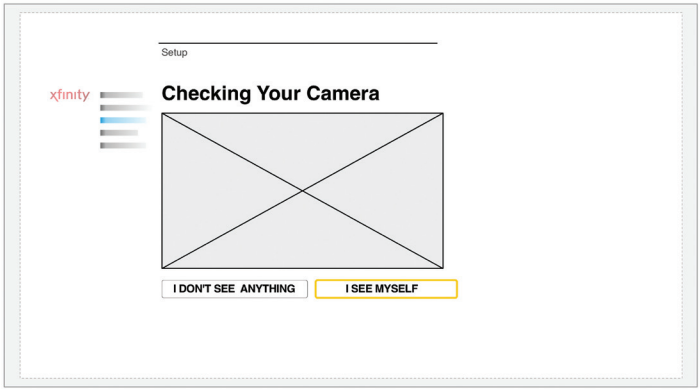 Setup
xfinity
Checking Your Camera
I DON'T SEE ANYTHING
I SEE MYSELF